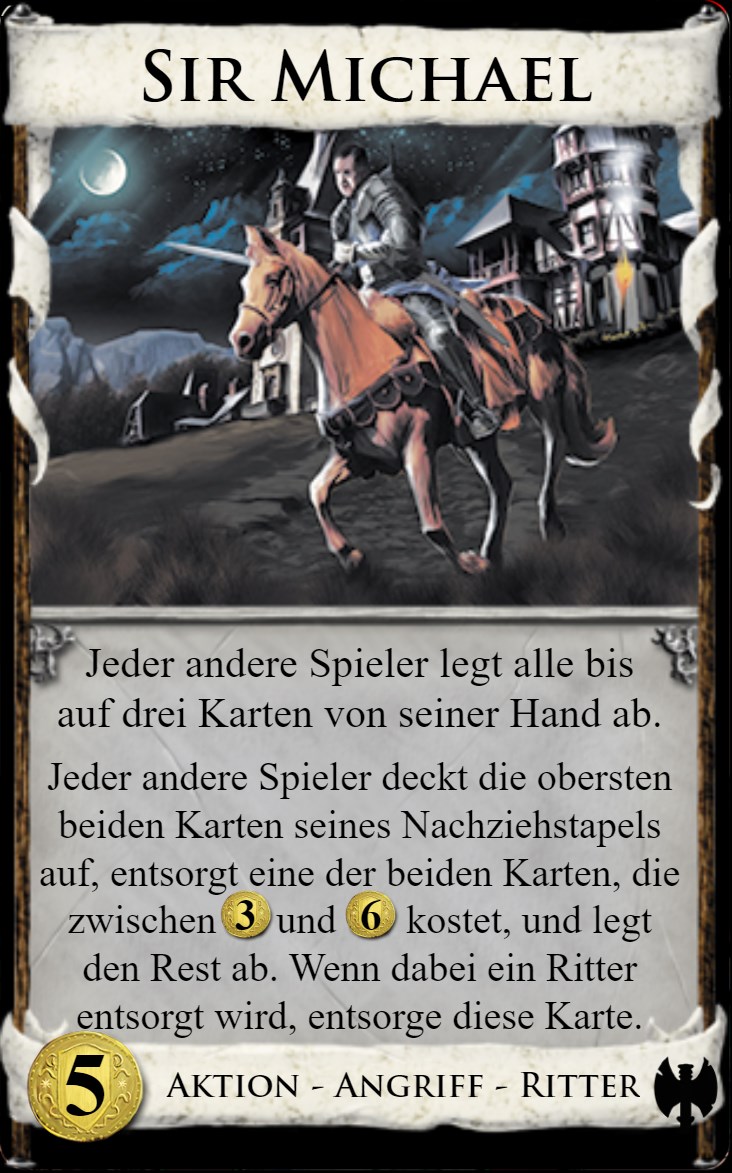 Sir Michael
Jeder andere Spieler legt alle bis
auf drei Karten von seiner Hand ab.
Jeder andere Spieler deckt die obersten
beiden Karten seines Nachziehstapels
auf, entsorgt eine der beiden Karten, die
zwischen 3 und 6 kostet, und legt
den Rest ab. Wenn dabei ein Ritter
entsorgt wird, entsorge diese Karte.
5 Aktion - Angriff - Ritter